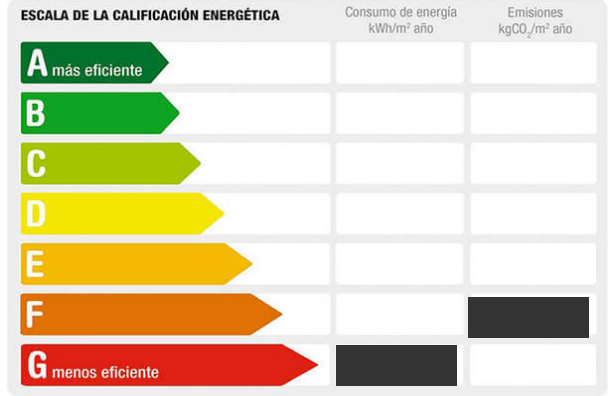 ESCALA DE LA CALIFICACIÓN ENERGÉTICA
Consumo de energía
kWh/m² año
Emisiones
kgCO₂/m² año
A más eficiente
B
C
D
E
F
G menos eficiente